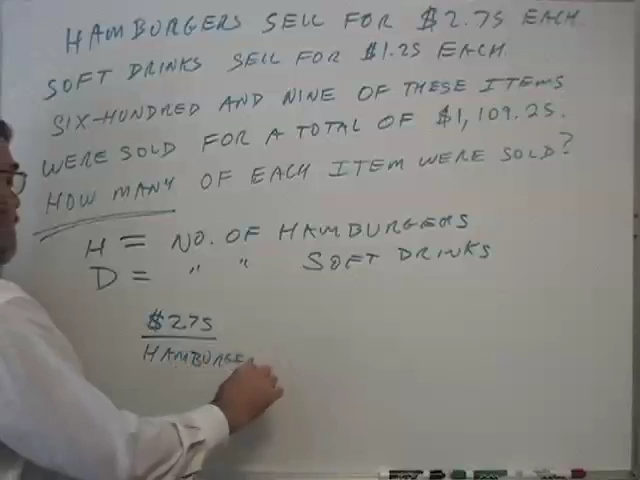 HAMBURGERS SELL FOR $2.75 EACH
SOFT DRINKS SELL FOR $1.25 EACH
SIX-HUNDRED AND NINE OF THESE ITEMS
WERE SOLD FOR A TOTAL OF $1,109.25.
HOW MANY OF EACH ITEM WERE SOLD?
H = NO. OF HAMBURGERS
D = " " SOFT DRINKS
$2.75
HAMBURGE